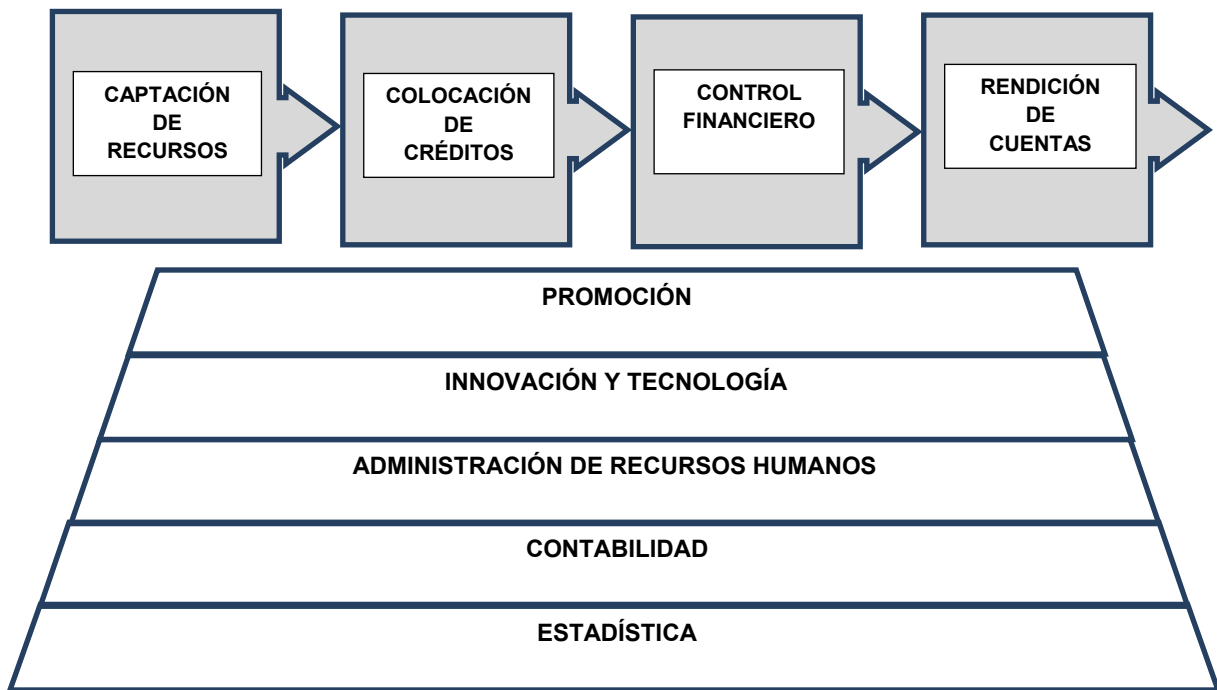 CAPTACIÓN
DE
RECURSOS
COLOCACIÓN
DE
CRÉDITOS
CONTROL
FINANCIERO
RENDICIÓN
DE
CUENTAS
PROMOCIÓN
INNOVACIÓN Y TECNOLOGÍA
ADMINISTRACIÓN DE RECURSOS HUMANOS
CONTABILIDAD
ESTADÍSTICA